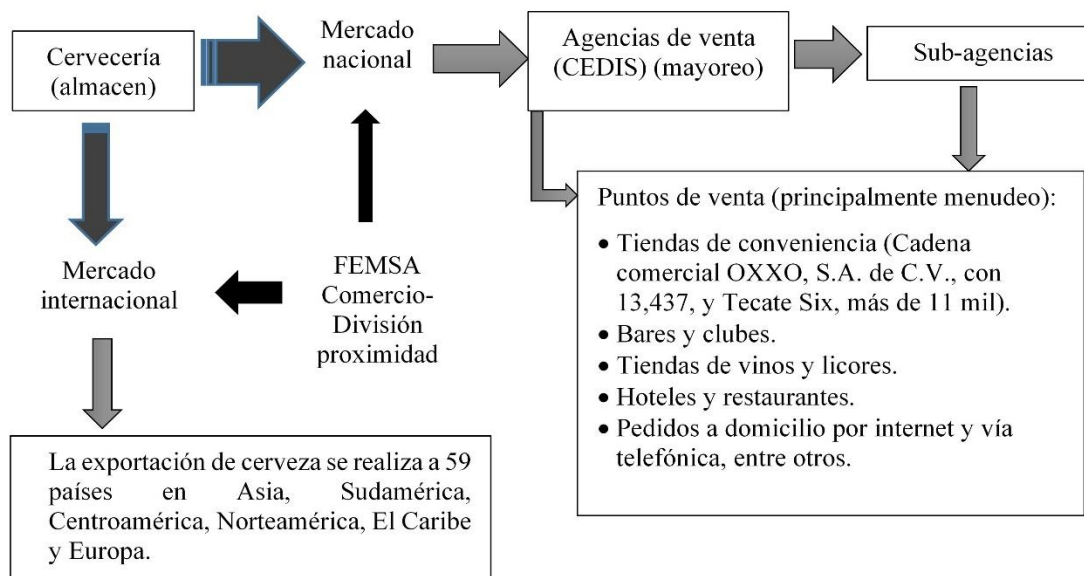 Cervecería
(almacen)
Mercado
nacional
Agencias de venta
(CEDIS) (mayoreo)
Sub-agencias
Mercado
internacional
FEMSA
Comercio-
División
proximidad
Puntos de venta (principalmente menudeo):
• Tiendas de conveniencia (Cadena
comercial OXXO, S.A. de C.V., con
13,437, y Tecate Six, más de 11 mil).
• Bares y clubes.
• Tiendas de vinos y licores.
• Hoteles y restaurantes.
• Pedidos a domicilio por internet y vía
telefónica, entre otros.
La exportación de cerveza se realiza a 59
países en Asia, Sudamérica,
Centroamérica, Norteamérica, El Caribe
y Europa.